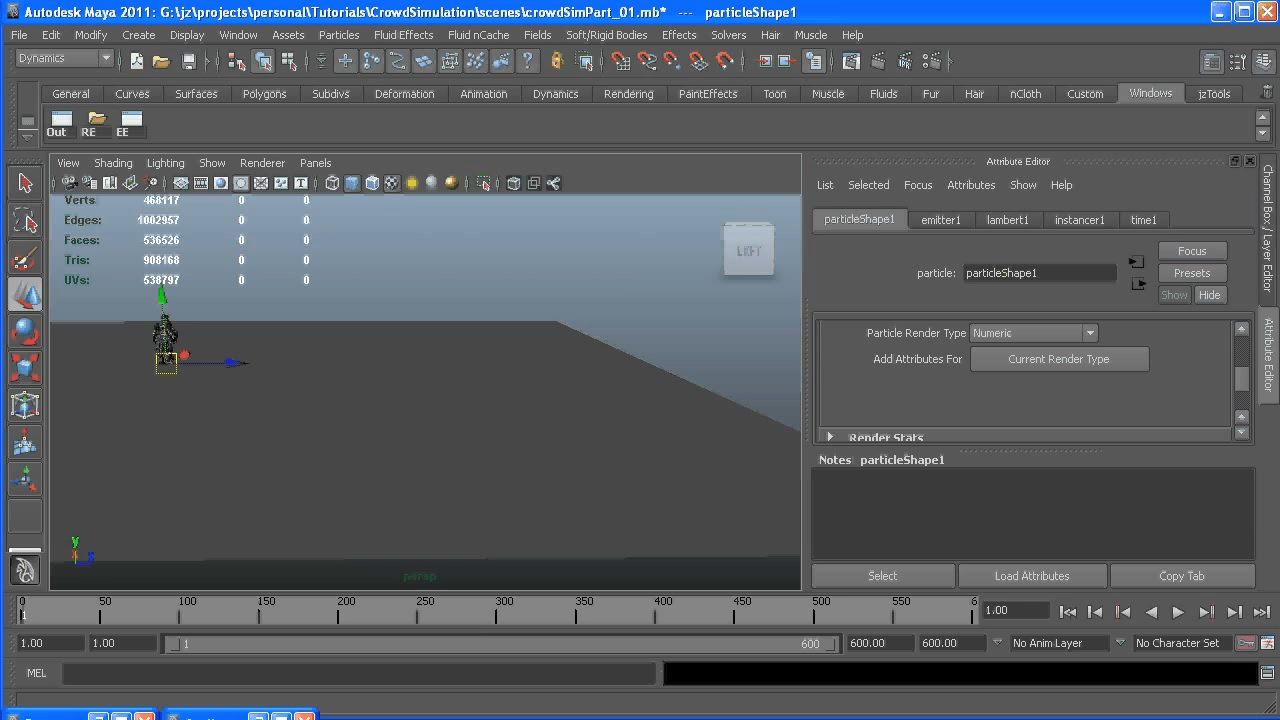 Autodesk Maya 2011: G:\jz\projects\personal\Tutorials\CrowdSimulation\scenes\crowdSimPart_01.mb* --- particleShape1
File Edit Modify Create Display Window Assets Particles Fluid Effects Fluid nCache Fields Soft/Rigid Bodies Effects Solvers Hair Muscle Help
Dynamics
General Curves Surfaces Polygons Subdivs Deformation Animation Dynamics Rendering PaintEffects Toon Muscle Fluids Fur Hair nCloth Custom Windows jzTools
Out RE EE
View Shading Lighting Show Renderer Panels
Verts 468117 0 0
Edges: 1002957 0 0
Faces: 536526 0 0
Tris: 908168 0 0
UVs: 538797 0 0
LEFT
y
z
persp
Attribute Editor
List Selected Focus Attributes Show Help
particleShape1 emitter1 lambert1 instancer1 time1
particle: particleShape1
Focus
Presets
Show Hide
Particle Render Type Numeric
Add Attributes For Current Render Type
Render Stats
Notes particleShape1
Select Load Attributes Copy Tab
Channel Box / Layer Editor
Attribute Editor
0 50 100 150 200 250 300 350 400 450 500 550 6
1
1.00
1.00 1.00 1 600 600.00 600.00 No Anim Layer No Character Set
MEL